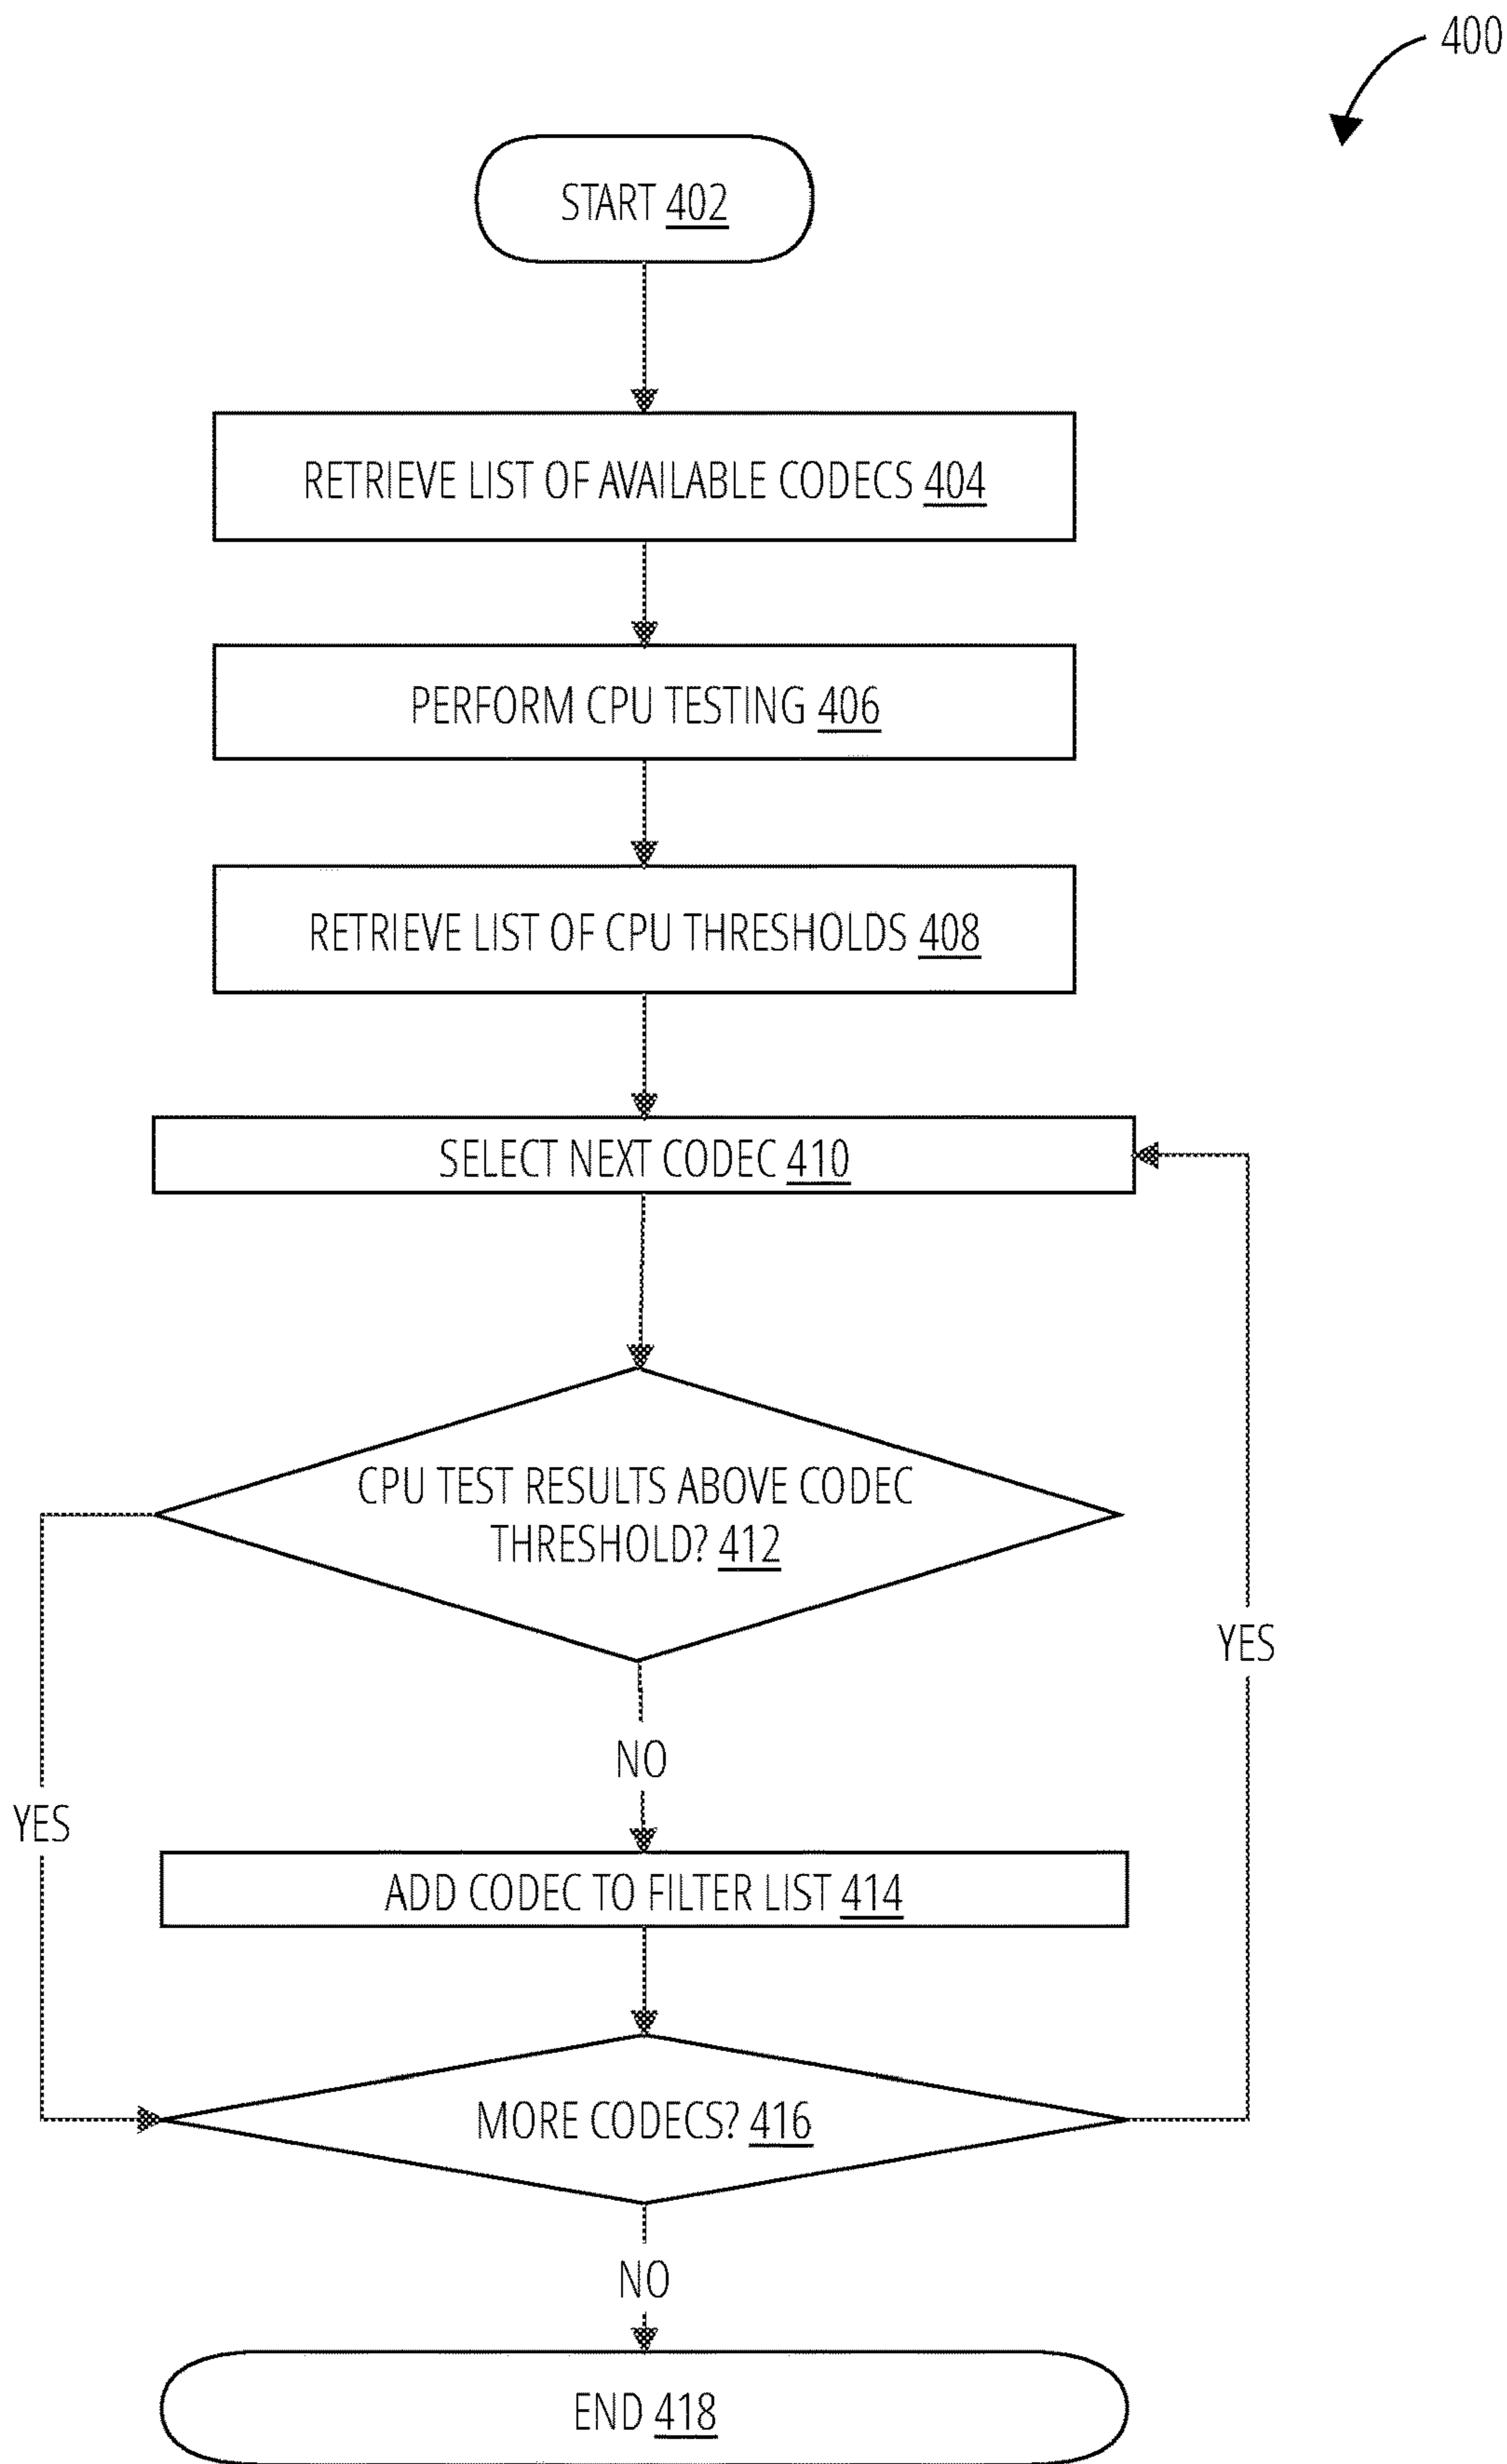 400
START 402
RETRIEVE LIST OF AVAILABLE CODECS 404
PERFORM CPU TESTING 406
RETRIEVE LIST OF CPU THRESHOLDS 408
SELECT NEXT CODEC 410
CPU TEST RESULTS ABOVE CODEC
THRESHOLD? 412
YES
NO
YES
ADD CODEC TO FILTER LIST 414
MORE CODECS? 416
NO
END 418